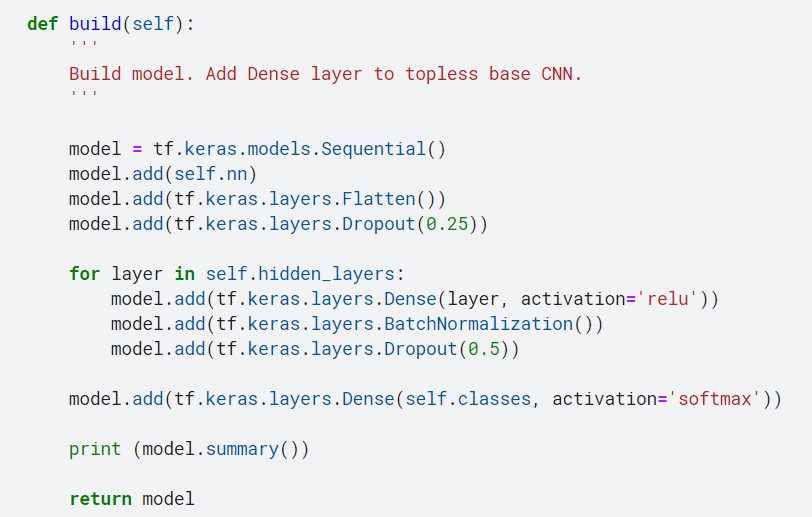 def build(self):
    '''
    Build model. Add Dense layer to topless base CNN.
    '''
    model = tf.keras.models.Sequential()
    model.add(self.nn)
    model.add(tf.keras.layers.Flatten())
    model.add(tf.keras.layers.Dropout(0.25))
    for layer in self.hidden_layers:
        model.add(tf.keras.layers.Dense(layer, activation='relu'))
        model.add(tf.keras.layers.BatchNormalization())
        model.add(tf.keras.layers.Dropout(0.5))
    model.add(tf.keras.layers.Dense(self.classes, activation='softmax'))
    print (model.summary())
    return model